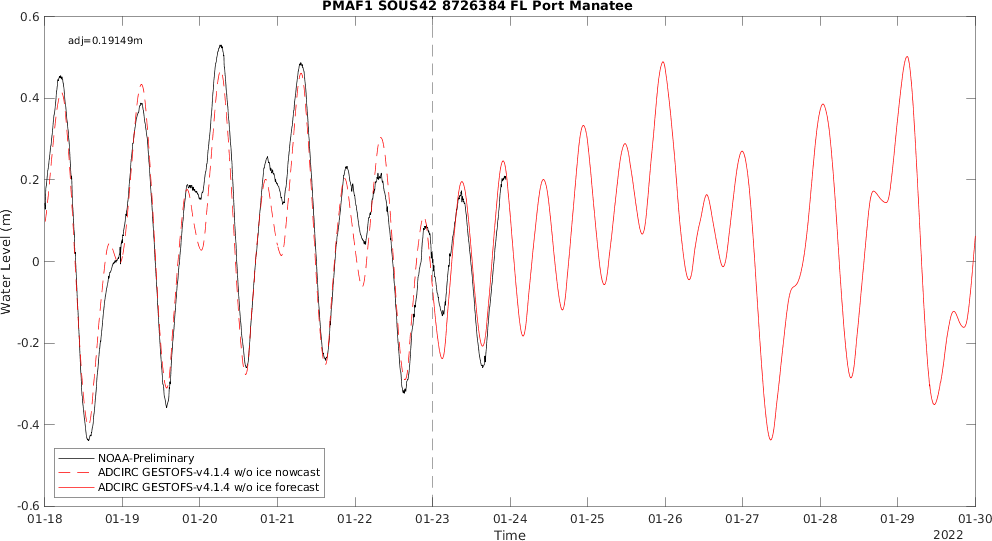 PMAF1 SOUS42 8726384 FL Port Manatee
adj=0.19149m
0.6
0.4
0.2
0
-0.2
-0.4
-0.6
Water Level (m)
NOAA-Preliminary
ADCIRC GESTOFS-v4.1.4 w/o ice nowcast
ADCIRC GESTOFS-v4.1.4 w/o ice forecast
01-18 01-19 01-20 01-21 01-22 01-23 01-24 01-25 01-26 01-27 01-28 01-29 01-30
Time
2022